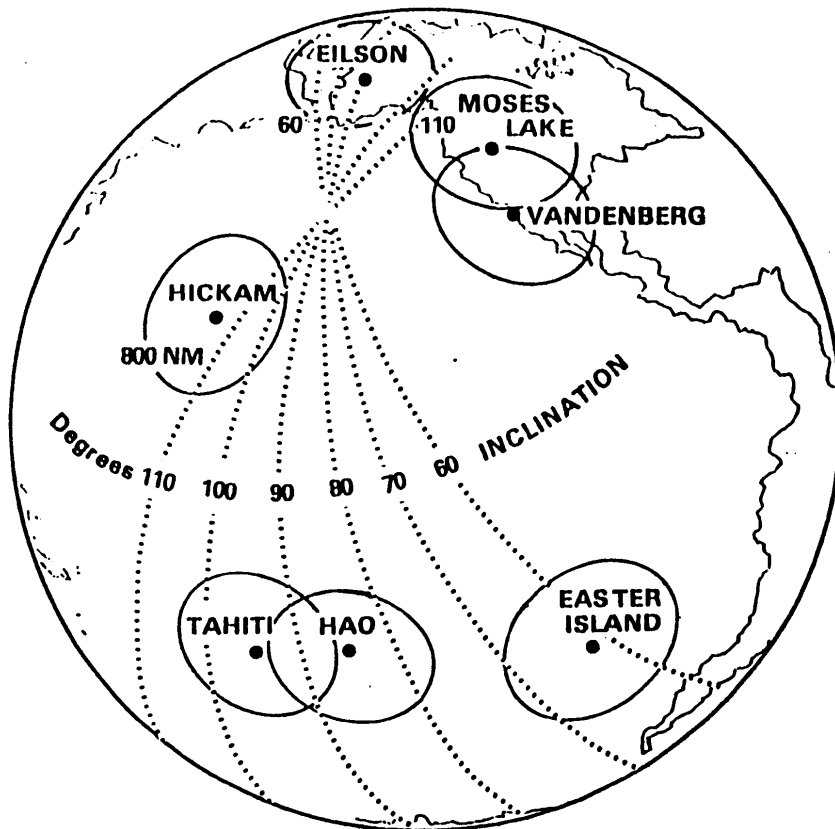 EILSON
60
110
MOSES
LAKE
VANDENBERG
HICKAM
800 NM
Degrees 110 100 90 80 70 60 INCLINATION
TAHITI
HAO
EASTER
ISLAND